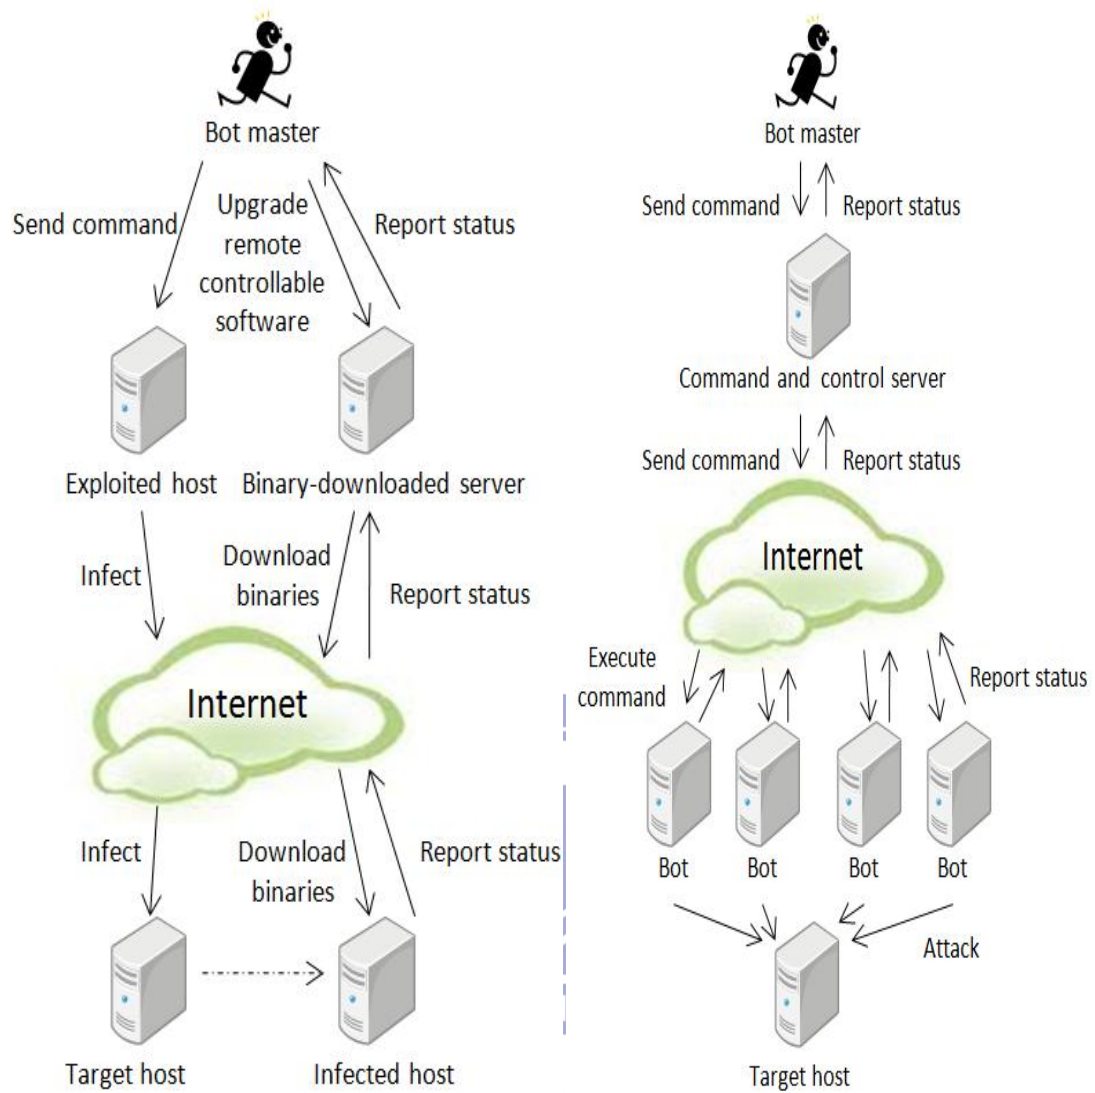 Bot master
Send command
Upgrade
remote
controllable
software
Report status
Exploited host
Binary-downloaded server
Infect
Download
binaries
Report status
Internet
Infect
Download
binaries
Report status
Target host
Infected host
Bot master
Send command
Report status
Command and control server
Send command
Report status
Internet
Execute
command
Report status
Bot
Bot
Bot
Bot
Attack
Target host